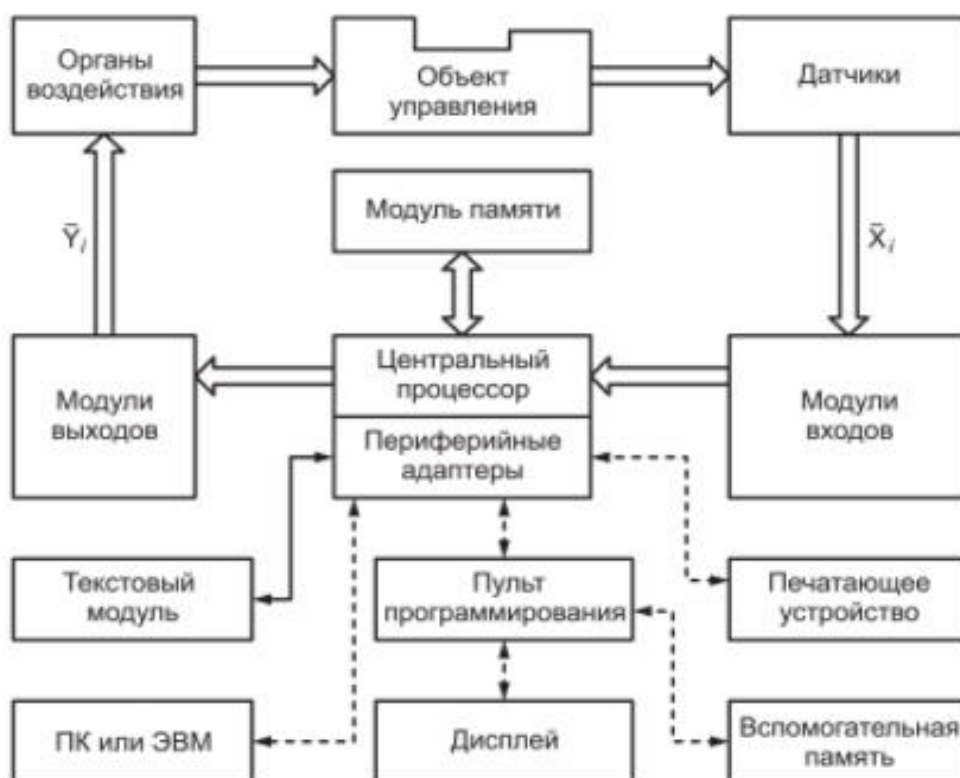 Органы
воздействия
Объект
управления
Датчики
Модуль памяти
Ȳi
X̄i
Модули
выходов
Центральный
процессор
Периферийные
адаптеры
Модули
входов
Текстовый
модуль
Пульт
программирования
Печатающее
устройство
ПК или ЭВМ
Дисплей
Вспомогательная
память